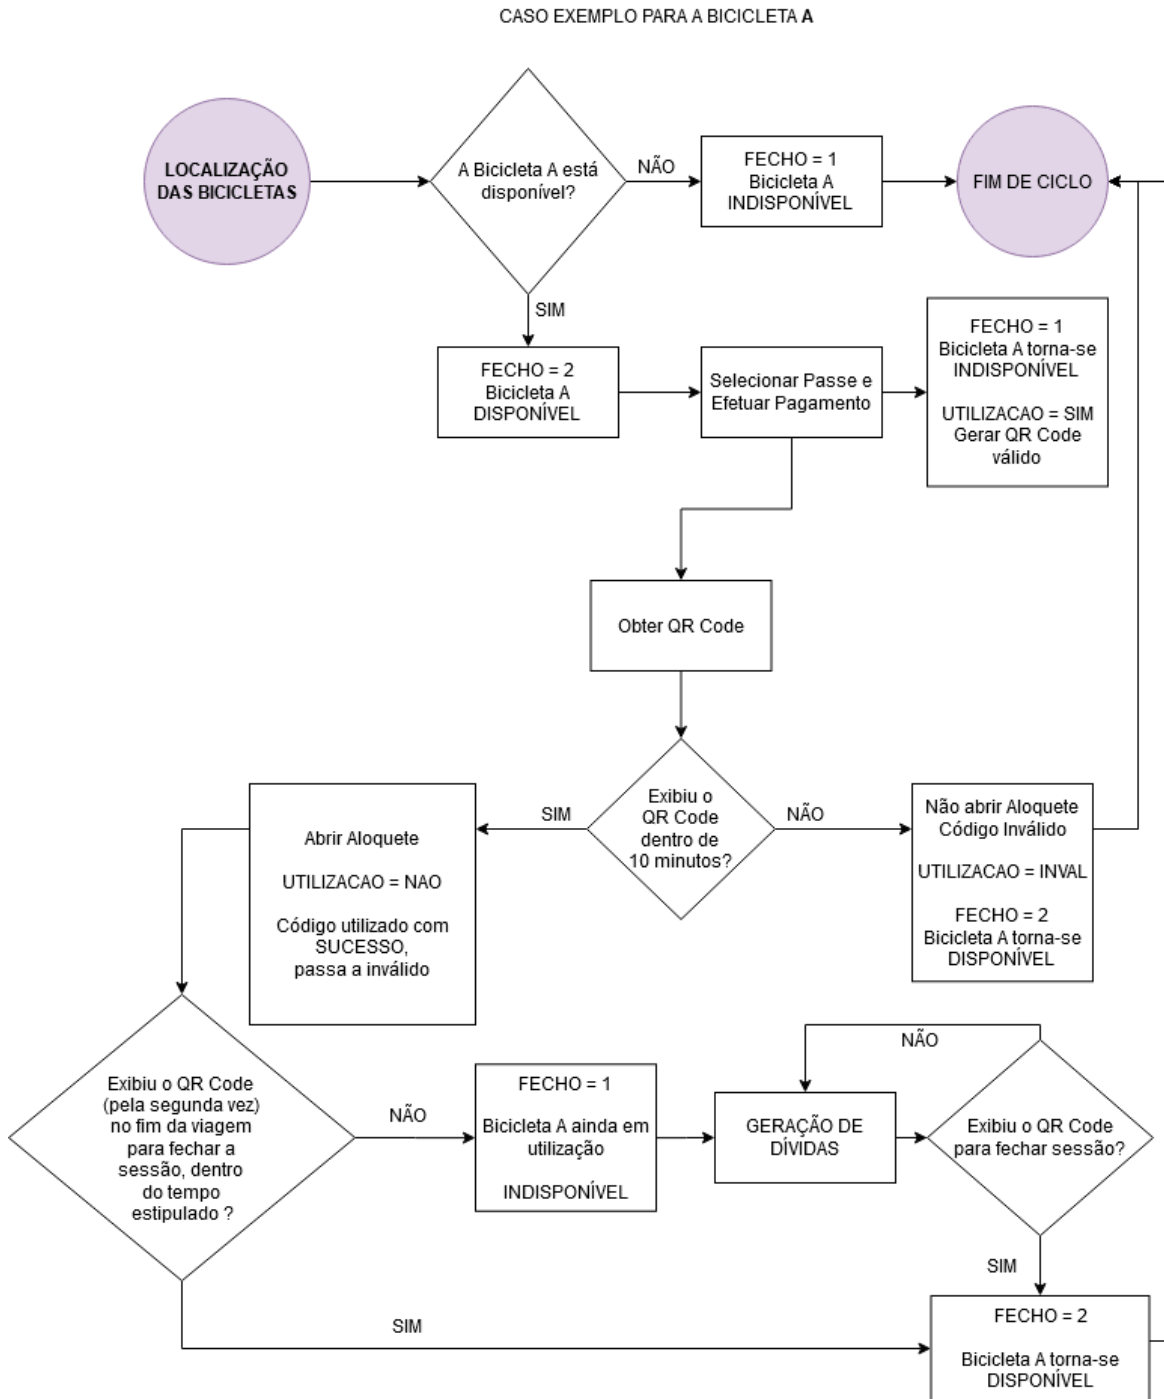 CASO EXEMPLO PARA A BICICLETA A
LOCALIZAÇÃO
DAS BICICLETAS
A Bicicleta A está
disponível?
NÃO
FECHO = 1
Bicicleta A
INDISPONÍVEL
FIM DE CICLO
SIM
FECHO = 2
Bicicleta A
DISPONÍVEL
Selecionar Passe e
Efetuar Pagamento
FECHO = 1
Bicicleta A torna-se
INDISPONÍVEL
UTILIZACAO = SIM
Gerar QR Code
válido
Obter QR Code
Exibiu o
QR Code
dentro de
10 minutos?
SIM
NÃO
Abrir Aloquete
UTILIZACAO = NAO
Código utilizado com
SUCESSO,
passa a inválido
Não abrir Aloquete
Código Inválido
UTILIZACAO = INVAL
FECHO = 2
Bicicleta A torna-se
DISPONÍVEL
Exibiu o QR Code
(pela segunda vez)
no fim da viagem
para fechar a
sessão, dentro
do tempo
estipulado ?
NÃO
FECHO = 1
Bicicleta A ainda em
utilização
INDISPONÍVEL
GERAÇÃO DE
DÍVIDAS
NÃO
Exibiu o QR Code
para fechar sessão?
SIM
SIM
FECHO = 2
Bicicleta A torna-se
DISPONÍVEL